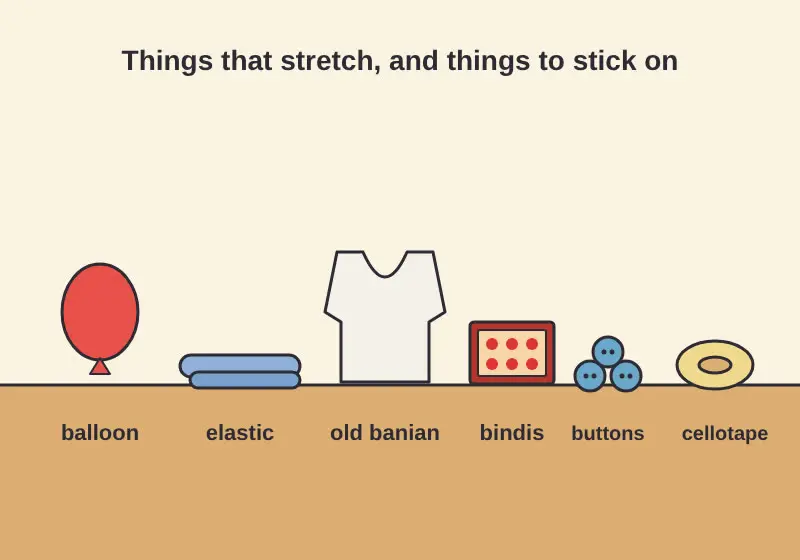 Things that stretch, and things to stick on
balloon
elastic
old banian
bindis
buttons
cellotape